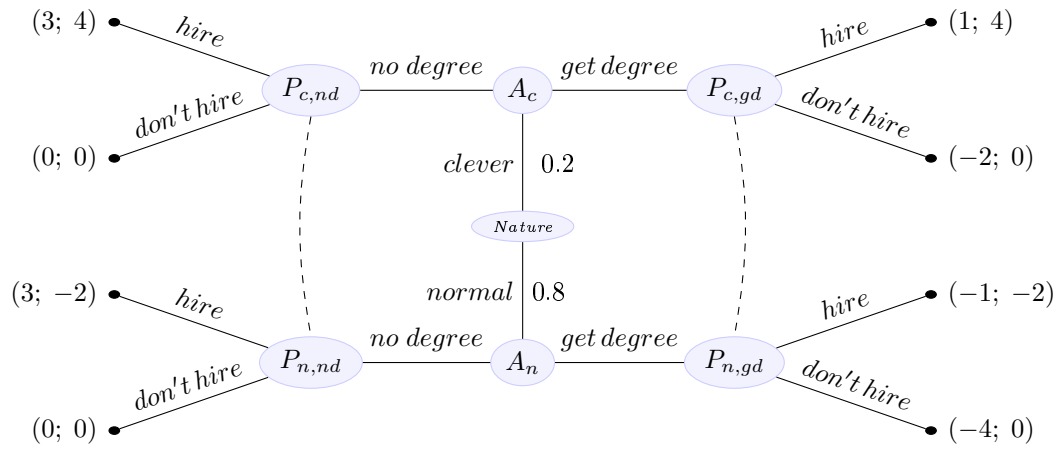 (3; 4) hire (1; 4) hire
no degree get degree
P_{c,nd} A_c P_{c,gd}
don't hire don't hire
(0; 0) clever 0.2 (−2; 0)
Nature
(3; −2) hire normal 0.8 (−1; −2) hire
no degree get degree
P_{n,nd} A_n P_{n,gd}
don't hire don't hire
(0; 0) (−4; 0)